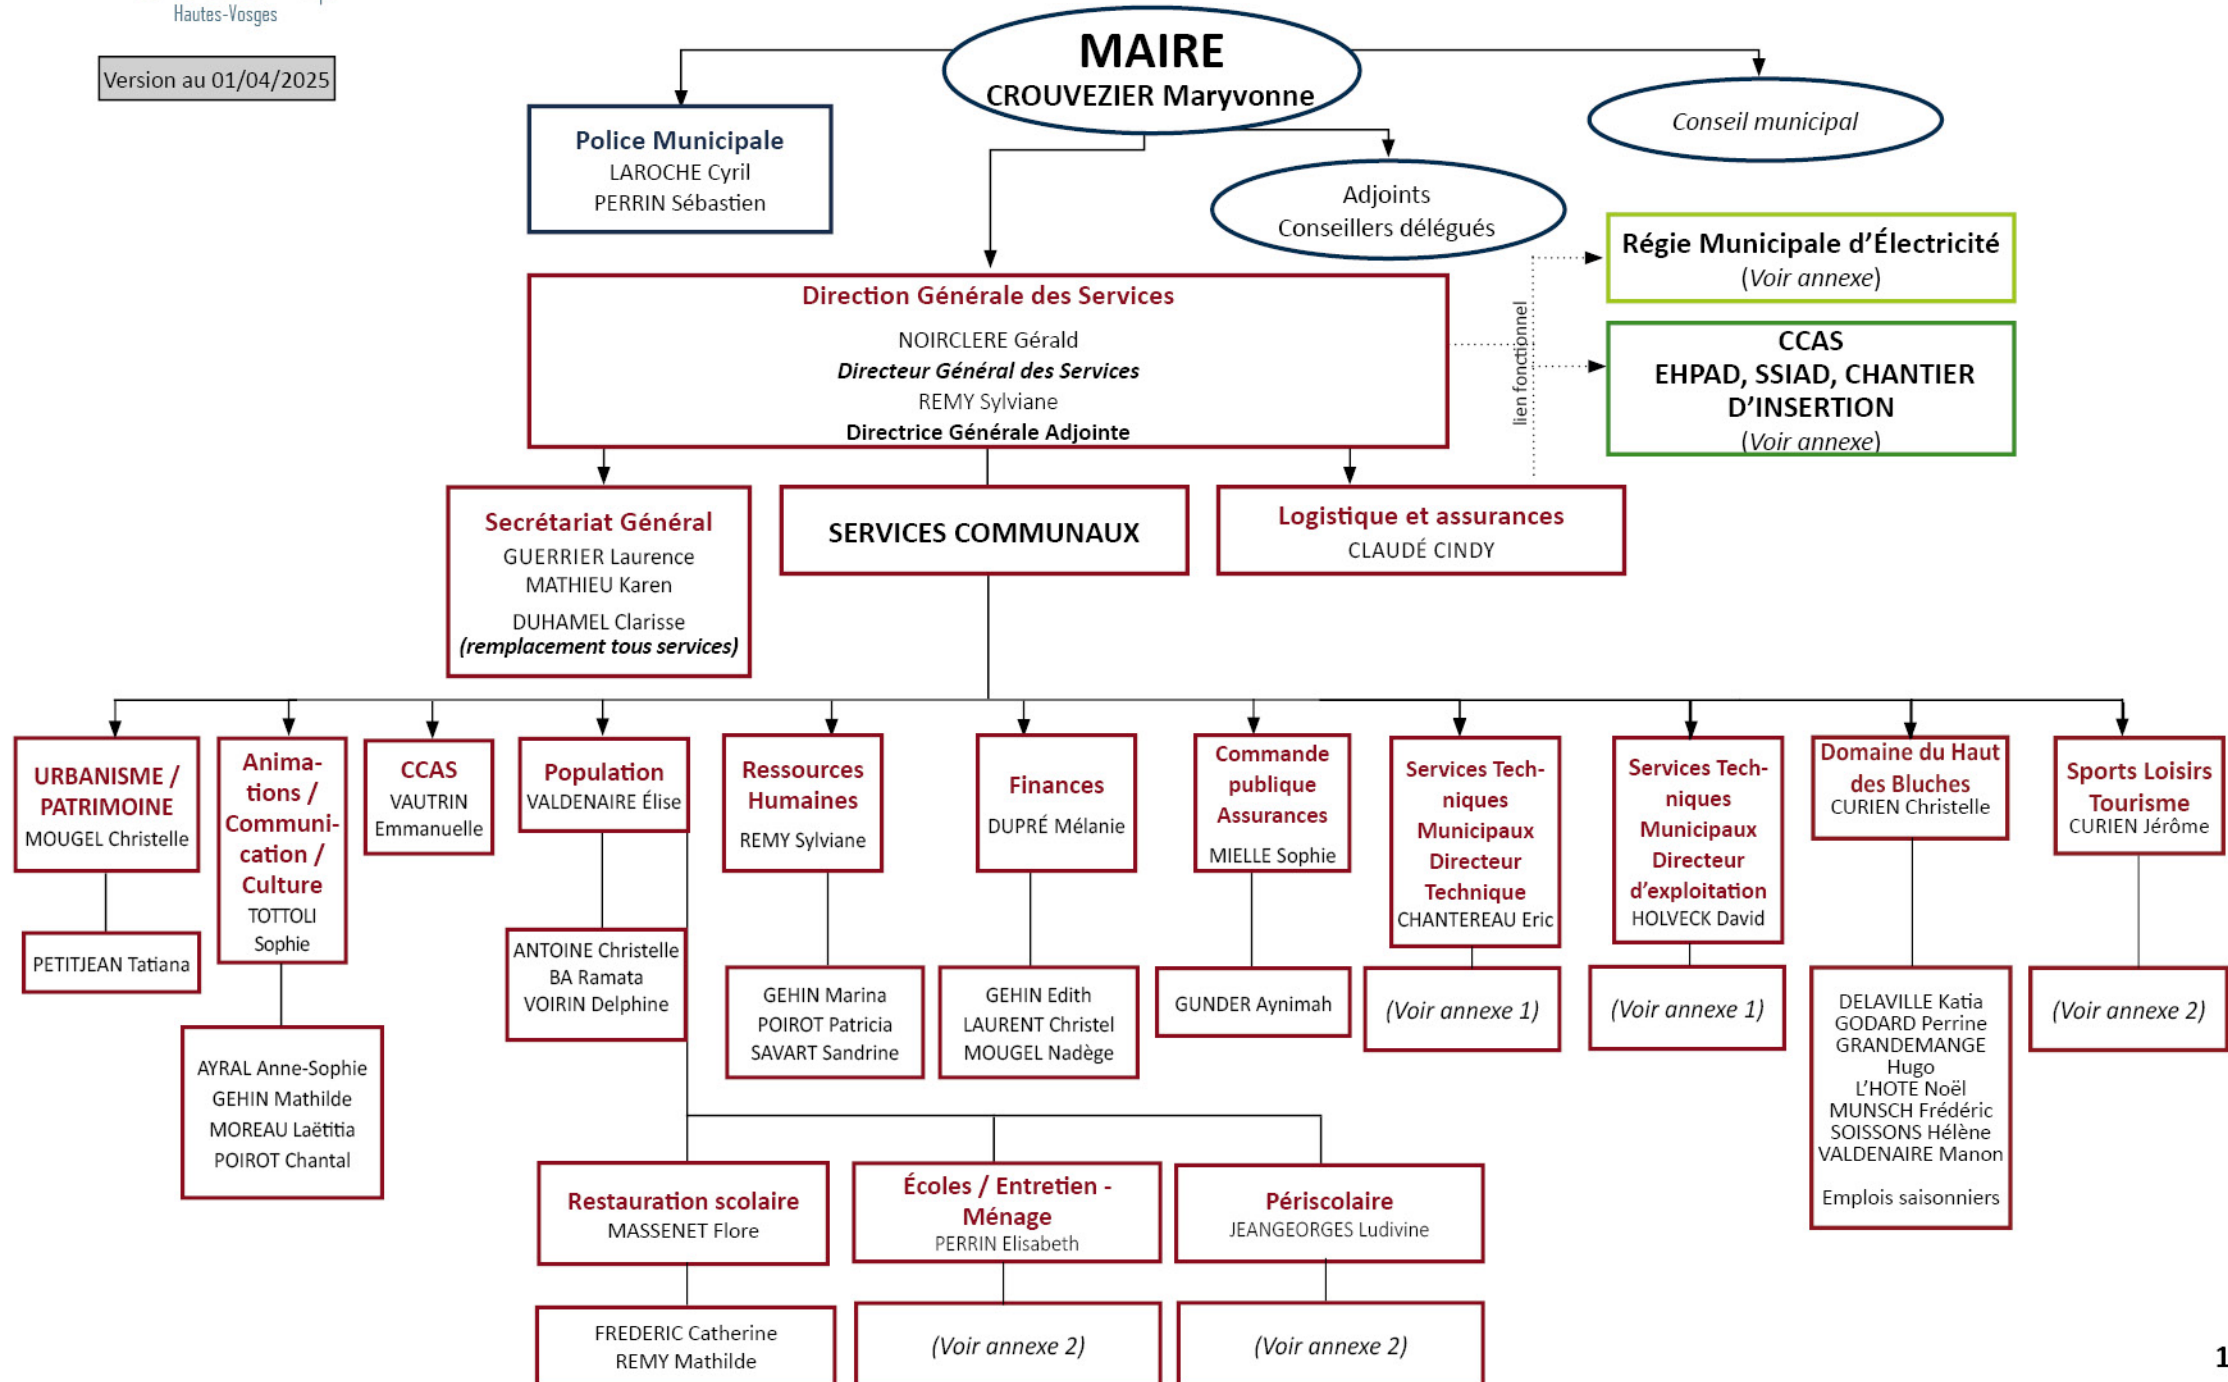 Hautes-Vosges
Version au 01/04/2025
MAIRE
CROUVEZIER Maryvonne
Police Municipale
LAROCHE Cyril
PERRIN Sébastien
Conseil municipal
Adjoints
Conseillers délégués
Régie Municipale d’Électricité
(Voir annexe)
CCAS
EHPAD, SSIAD, CHANTIER
D’INSERTION
(Voir annexe)
lien fonctionnel
Direction Générale des Services
NOIRCLERE Gérald
Directeur Général des Services
REMY Sylviane
Directrice Générale Adjointe
Secrétariat Général
GUERRIER Laurence
MATHIEU Karen
DUHAMEL Clarisse
(remplacement tous services)
SERVICES COMMUNAUX
Logistique et assurances
CLAUDÉ CINDY
URBANISME /
PATRIMOINE
MOUGEL Christelle
PETITJEAN Tatiana
Anima-
tions /
Communi-
cation /
Culture
TOTTOLI
Sophie
AYRAL Anne-Sophie
GEHIN Mathilde
MOREAU Laëtitia
POIROT Chantal
CCAS
VAUTRIN
Emmanuelle
Population
VALDENAIRE Élise
ANTOINE Christelle
BA Ramata
VOIRIN Delphine
Ressources
Humaines
REMY Sylviane
GEHIN Marina
POIROT Patricia
SAVART Sandrine
Finances
DUPRÉ Mélanie
GEHIN Edith
LAURENT Christel
MOUGEL Nadège
Commande
publique
Assurances
MIELLE Sophie
GUNDER Aynimah
Services Tech-
niques
Municipaux
Directeur
Technique
CHANTEREAU Eric
(Voir annexe 1)
Services Tech-
niques
Municipaux
Directeur
d’exploitation
HOLVECK David
(Voir annexe 1)
Domaine du Haut
des Bluches
CURIEN Christelle
DELAVILLE Katia
GODARD Perrine
GRANDEMANGE
Hugo
L’HOTE Noël
MUNSCH Frédéric
SOISSONS Hélène
VALDENAIRE Manon
Emplois saisonniers
Sports Loisirs
Tourisme
CURIEN Jérôme
(Voir annexe 2)
Restauration scolaire
MASSENET Flore
FREDERIC Catherine
REMY Mathilde
Écoles / Entretien -
Ménage
PERRIN Elisabeth
(Voir annexe 2)
Périscolaire
JEANGEORGES Ludivine
(Voir annexe 2)
1